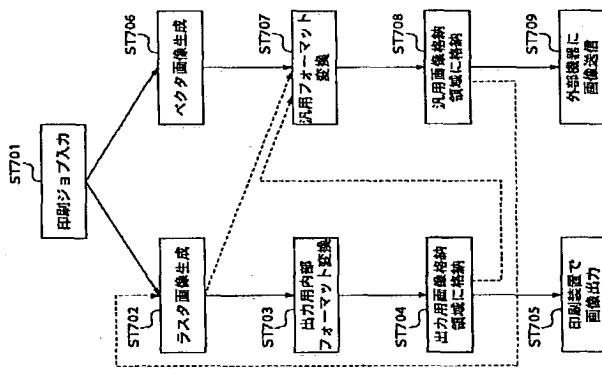 ST701
印刷ジョブ入力
ST702
ラスタ画像生成
ST706
ベクタ画像生成
ST703
出力用内部
フォーマット変換
ST707
汎用フォーマット
変換
ST704
出力用画像格納
領域に格納
ST708
汎用画像格納
領域に格納
ST705
印刷装置で
画像出力
ST709
外部機器に
画像送信